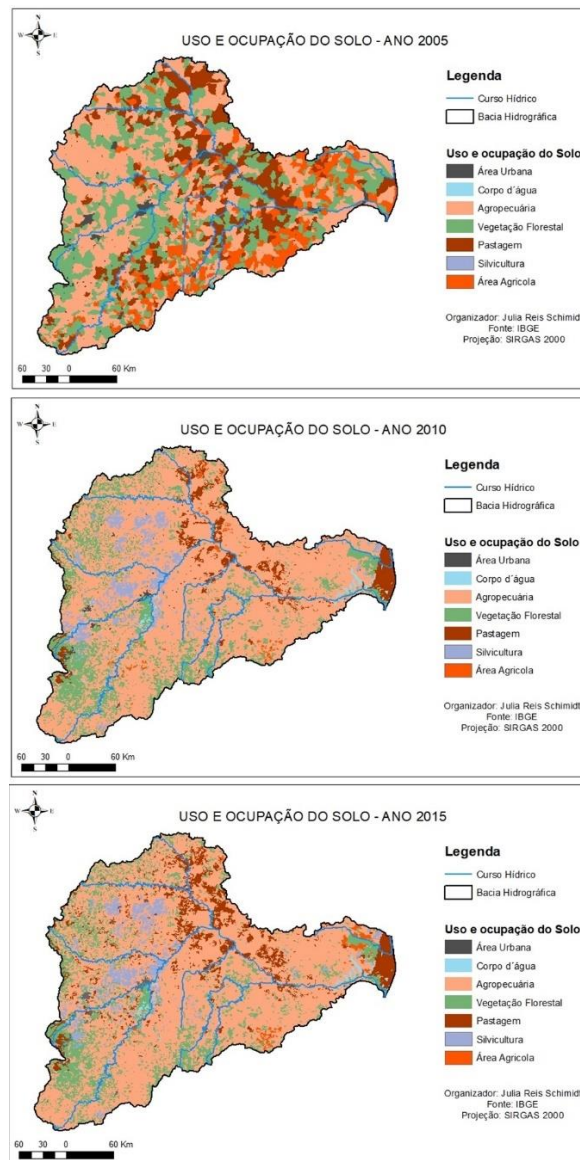 N
W E
S
USO E OCUPAÇÃO DO SOLO - ANO 2005
Legenda
Curso Hídrico
Bacia Hidrográfica
Uso e ocupação do Solo
Área Urbana
Corpo d´água
Agropecuária
Vegetação Florestal
Pastagem
Silvicultura
Área Agricola
Organizador: Julia Reis Schimidt
Fonte: IBGE
Projeção: SIRGAS 2000
60 30 0 60 Km
N
W E
S
USO E OCUPAÇÃO DO SOLO - ANO 2010
Legenda
Curso Hídrico
Bacia Hidrográfica
Uso e ocupação do Solo
Área Urbana
Corpo d´água
Agropecuária
Vegetação Florestal
Pastagem
Silvicultura
Área Agricola
Organizador: Julia Reis Schimidt
Fonte: IBGE
Projeção: SIRGAS 2000
60 30 0 60 Km
N
W E
S
USO E OCUPAÇÃO DO SOLO - ANO 2015
Legenda
Curso Hídrico
Bacia Hidrográfica
Uso e ocupação do Solo
Área Urbana
Corpo d´água
Agropecuária
Vegetação Florestal
Pastagem
Silvicultura
Área Agricola
Organizador: Julia Reis Schimidt
Fonte: IBGE
Projeção: SIRGAS 2000
60 30 0 60 Km